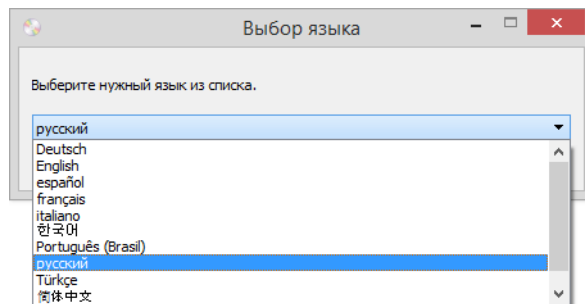 Выбор языка
Выберите нужный язык из списка.
русский
Deutsch
English
español
français
italiano
한국어
Português (Brasil)
русский
Türkçe
简体中文